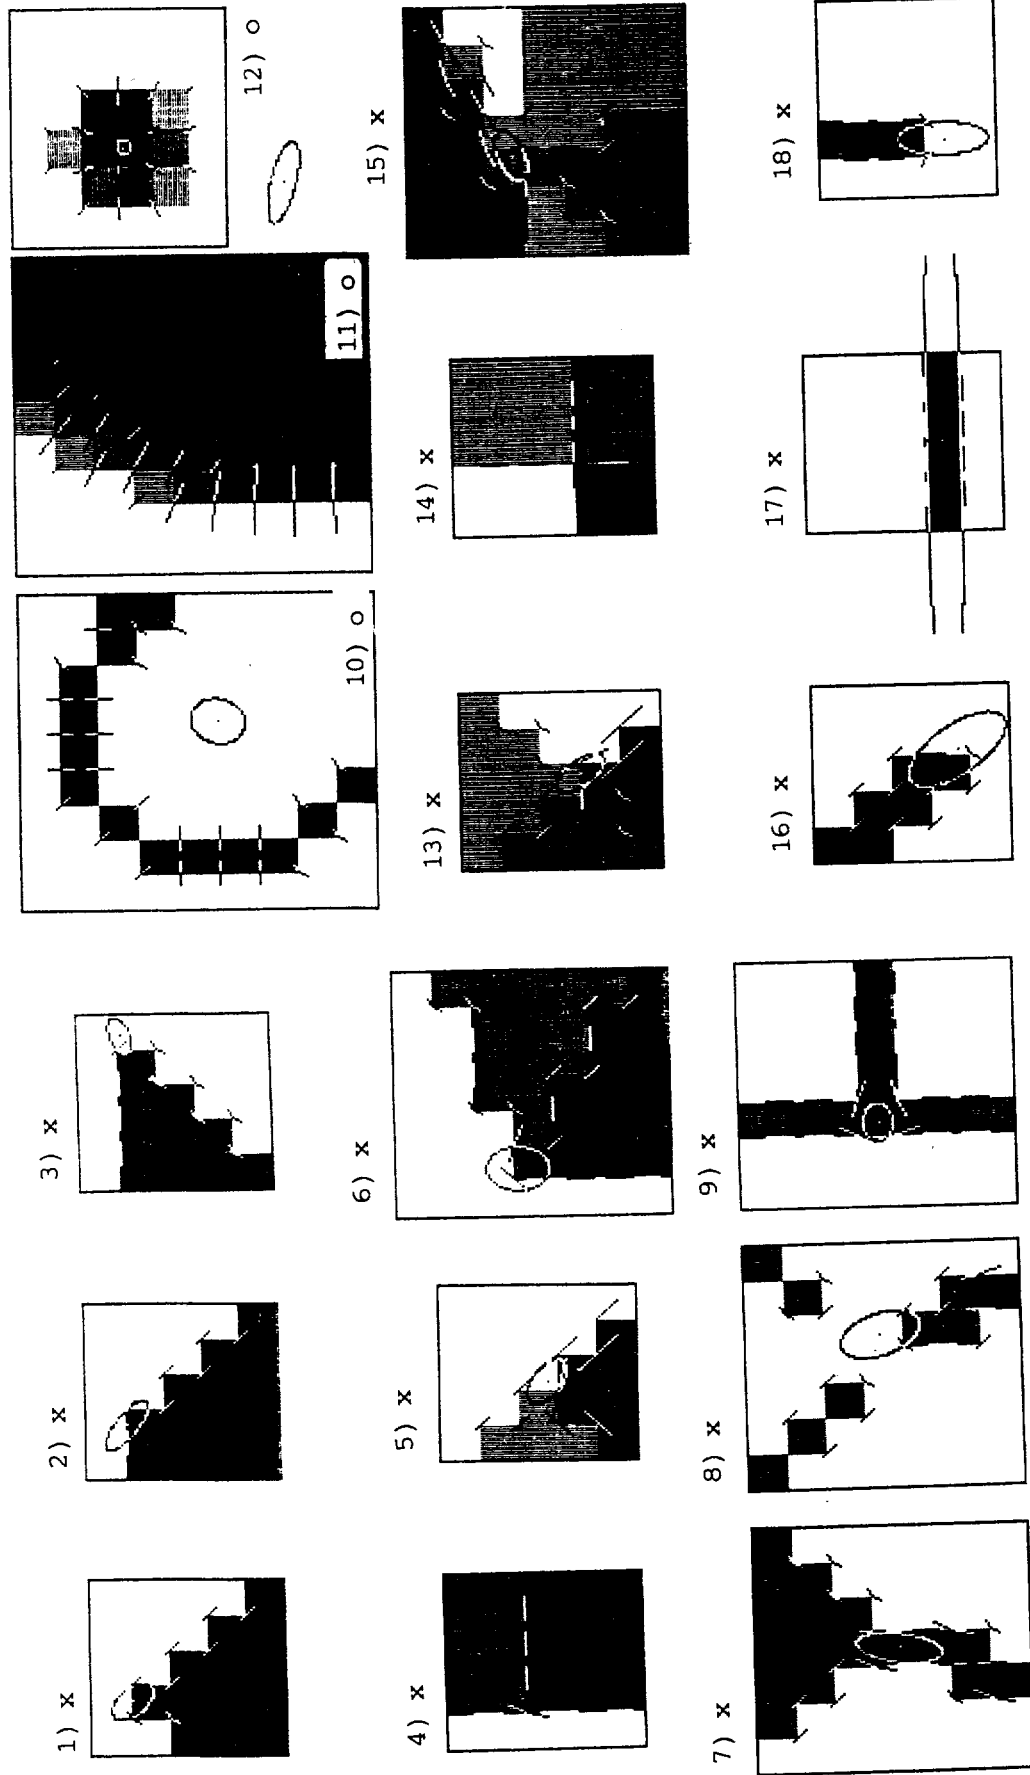 1) x
2) x
3) x
4) x
5) x
6) x
7) x
8) x
9) x
10) o
11) o
12) o
13) x
14) x
15) x
16) x
17) x
18) x